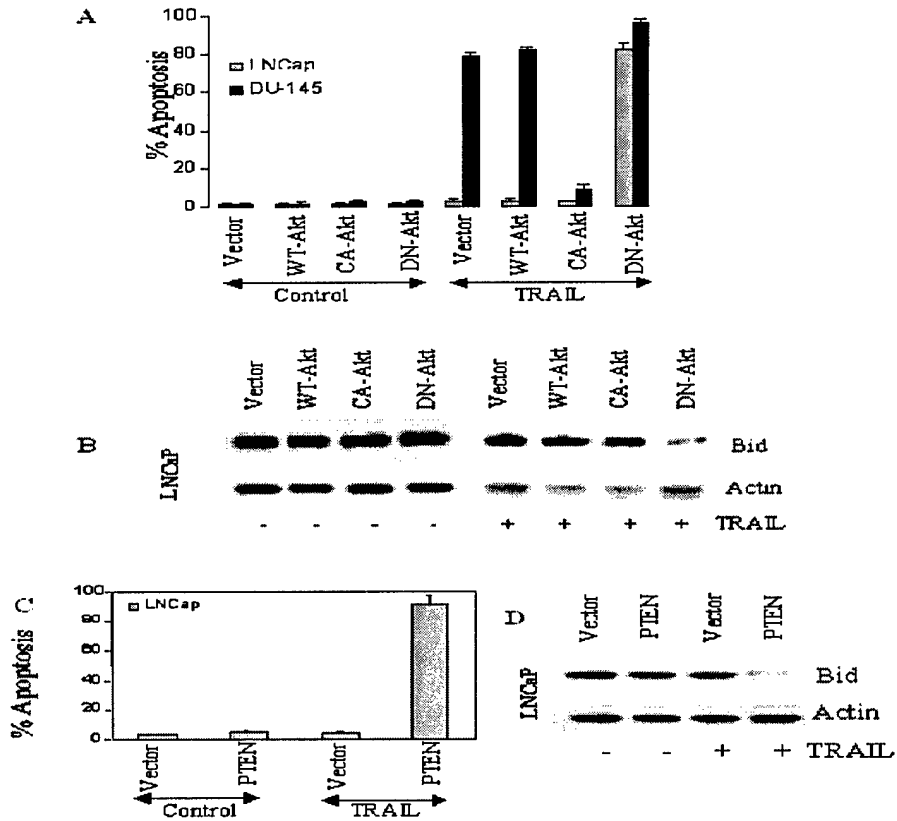 A
100
80
60
40
20
0
% Apoptosis
LNCap
DU-145
Vector
WT-Akt
CA-Akt
DN-Akt
Vector
WT-Akt
CA-Akt
DN-Akt
Control
TRAIL
B
Vector
WT-Akt
CA-Akt
DN-Akt
Vector
WT-Akt
CA-Akt
DN-Akt
LNCaP
Bid
Actin
- - - - + + + + TRAIL
C
100
80
60
40
20
0
% Apoptosis
LNCap
Vector
PTEN
Vector
PTEN
Control
TRAIL
D
Vector
PTEN
Vector
PTEN
LNCaP
Bid
Actin
- - + + TRAIL